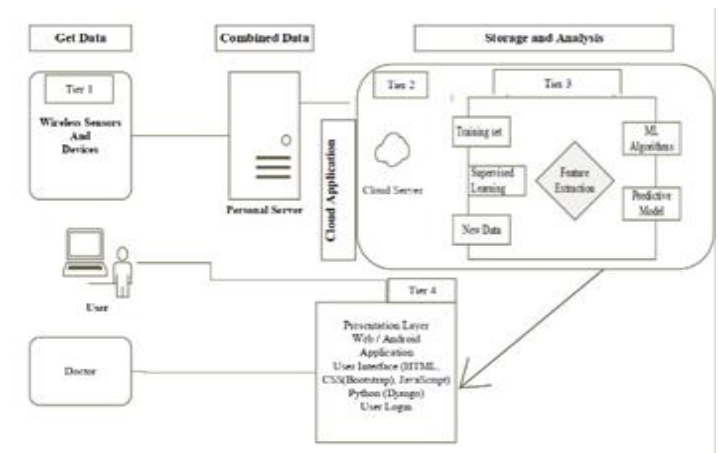 Get Data
Combined Data
Storage and Analysis
Tier 1
Wireless Sensors
And
Devices
Personal Server
Cloud Application
Tier 2
Cloud Server
Tier 3
Training set
Supervised
Learning
New Data
Feature
Extraction
ML
Algorithms
Predictive
Model
User
Doctor
Tier 4
Presentation Layer
Web / Android
Application
User Interface (HTML,
CSS(Bootstrap), JavaScript)
Python (Django)
User Login